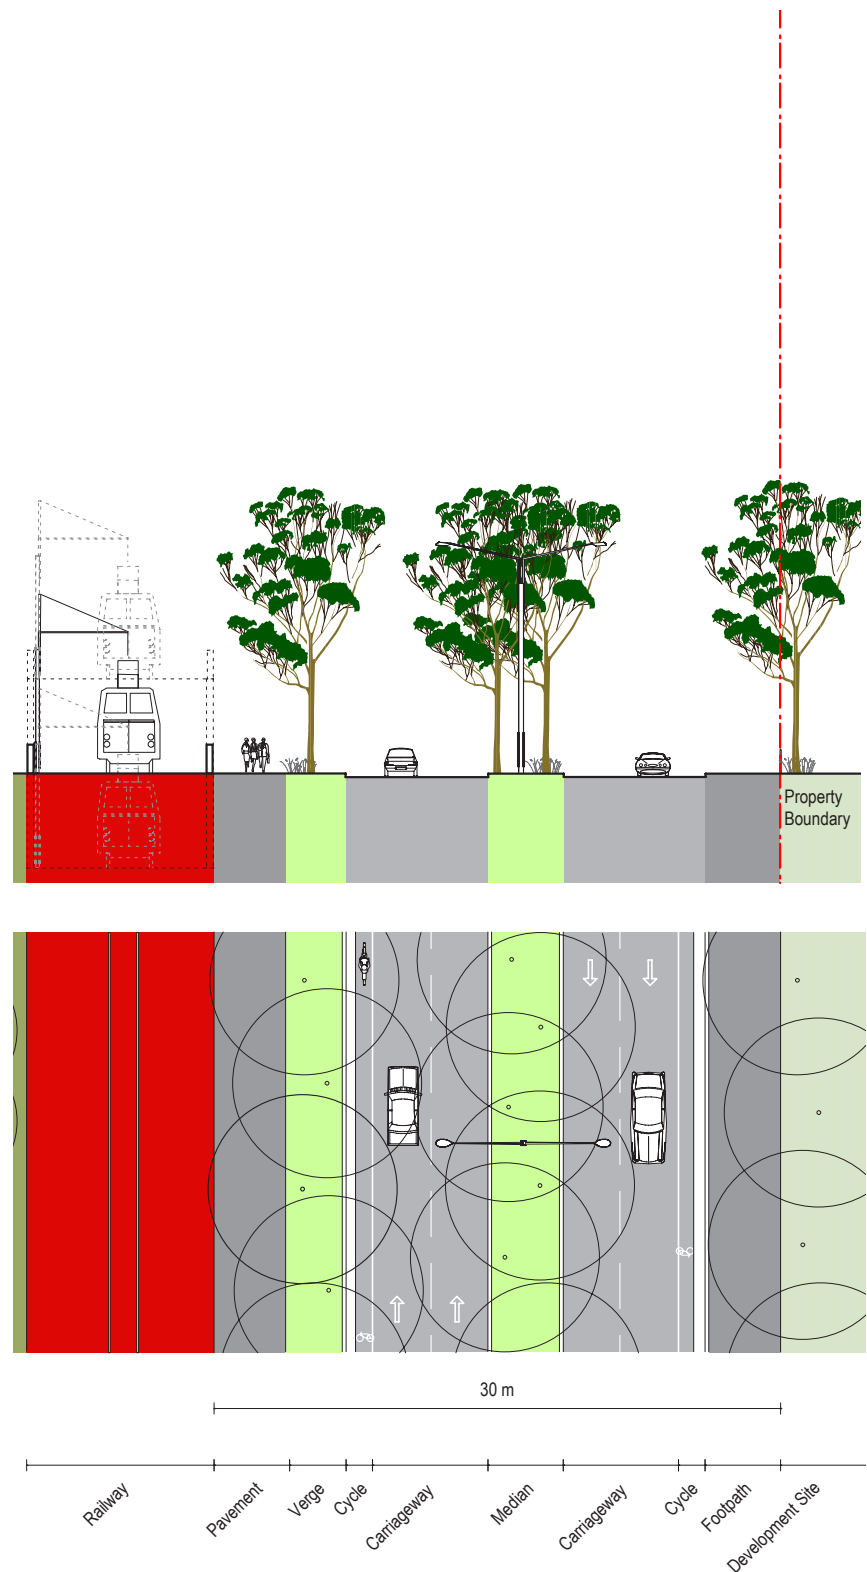 Property
Boundary
30 m
Railway
Pavement
Verge
Cycle
Carriageway
Median
Carriageway
Cycle
Footpath
Development Site